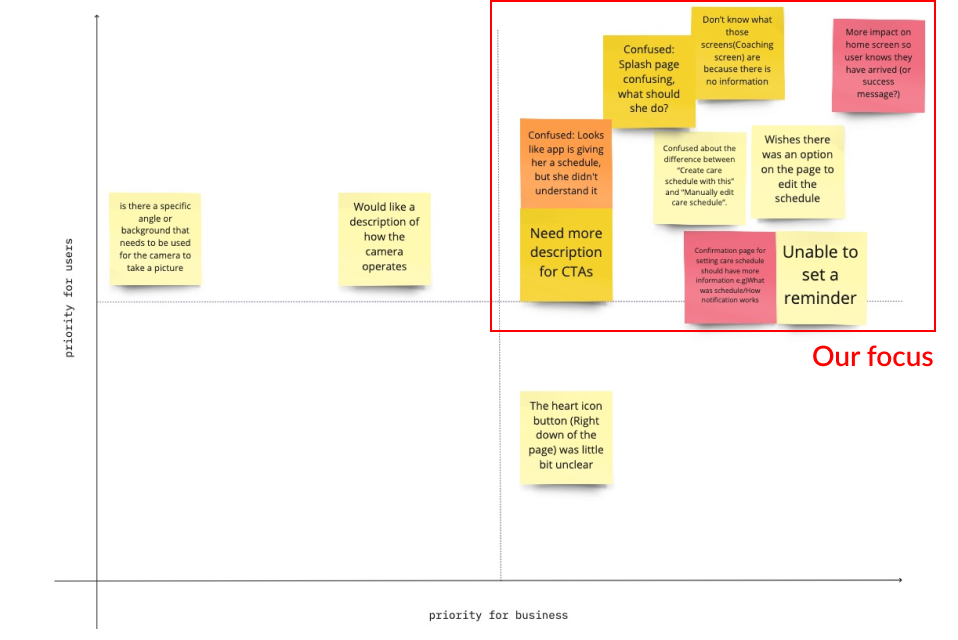 Don't know what
those
screens(Coaching
screen) are
because there is
no information
More impact on
home screen so
user knows they
have arrived (or
success
message?)
Confused:
Splash page
confusing,
what should
she do?
Confused: Looks
like app is giving
her a schedule,
but she didn't
understand it
Confused about the
difference between
"Create care
schedule with this"
and "Manually edit
care schedule".
Wishes there
was an option
on the page to
edit the
schedule
is there a specific
angle or
background that
needs to be used
for the camera to
take a picture
Would like a
description of
how the
camera
operates
Need more
description
for CTAs
Confirmation page for
setting care schedule
should have more
information e.g)What
was schedule/How
notification works
Unable to
set a
reminder
priority for users
Our focus
The heart icon
button (Right
down of the
page) was little
bit unclear
priority for business